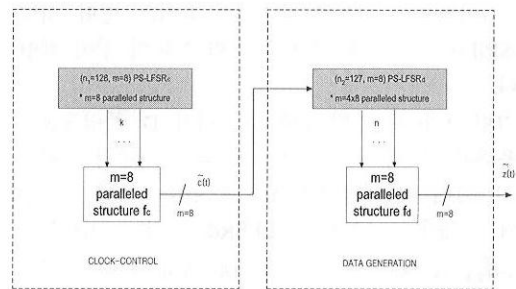 (n₁=128, m=8) PS-LFSRc
* m=8 paralleled structure
k
. . .
m=8
paralleled
structure fc
c̃(t)
m=8
CLOCK-CONTROL
(n₂=127, m=8) PS-LFSRd
* m=4x8 paralleled structure
n
. . .
m=8
paralleled
structure fd
z̃(t)
m=8
DATA GENERATION